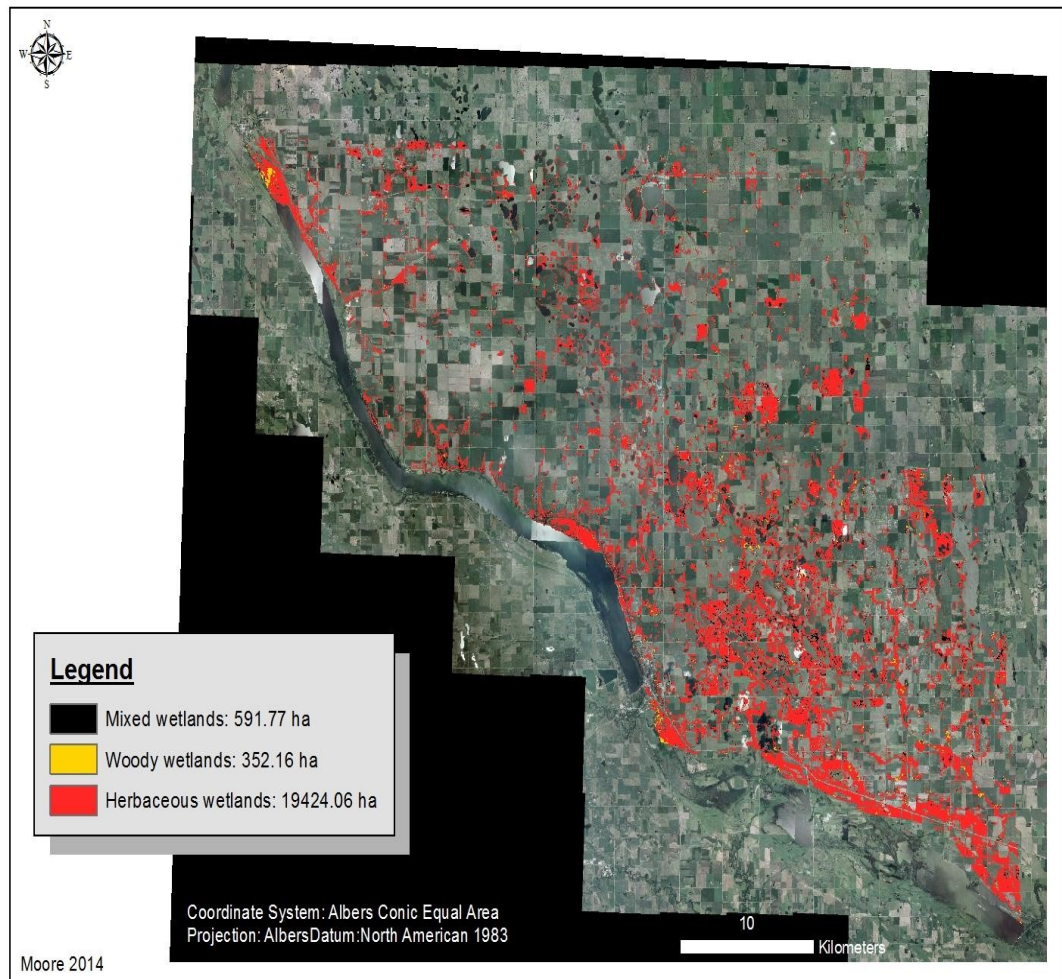 N
W E
S
Legend
Mixed wetlands: 591.77 ha
Woody wetlands: 352.16 ha
Herbaceous wetlands: 19424.06 ha
Coordinate System: Albers Conic Equal Area
Projection: AlbersDatum:North American 1983
10
Kilometers
Moore 2014